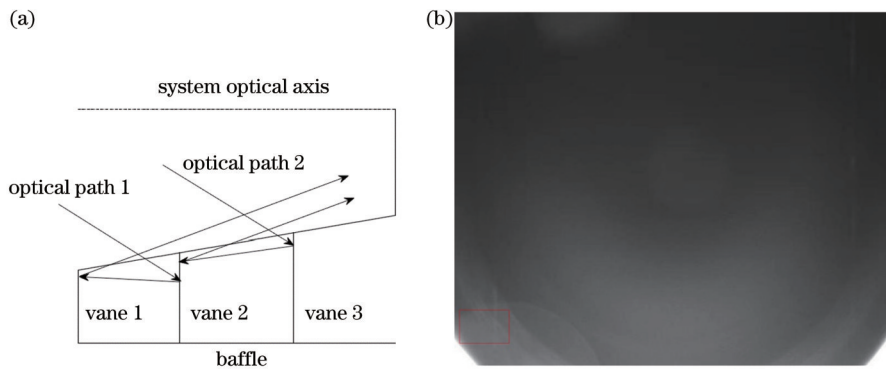 (a)
system optical axis
optical path 2
optical path 1
vane 1
vane 2
vane 3
baffle
(b)